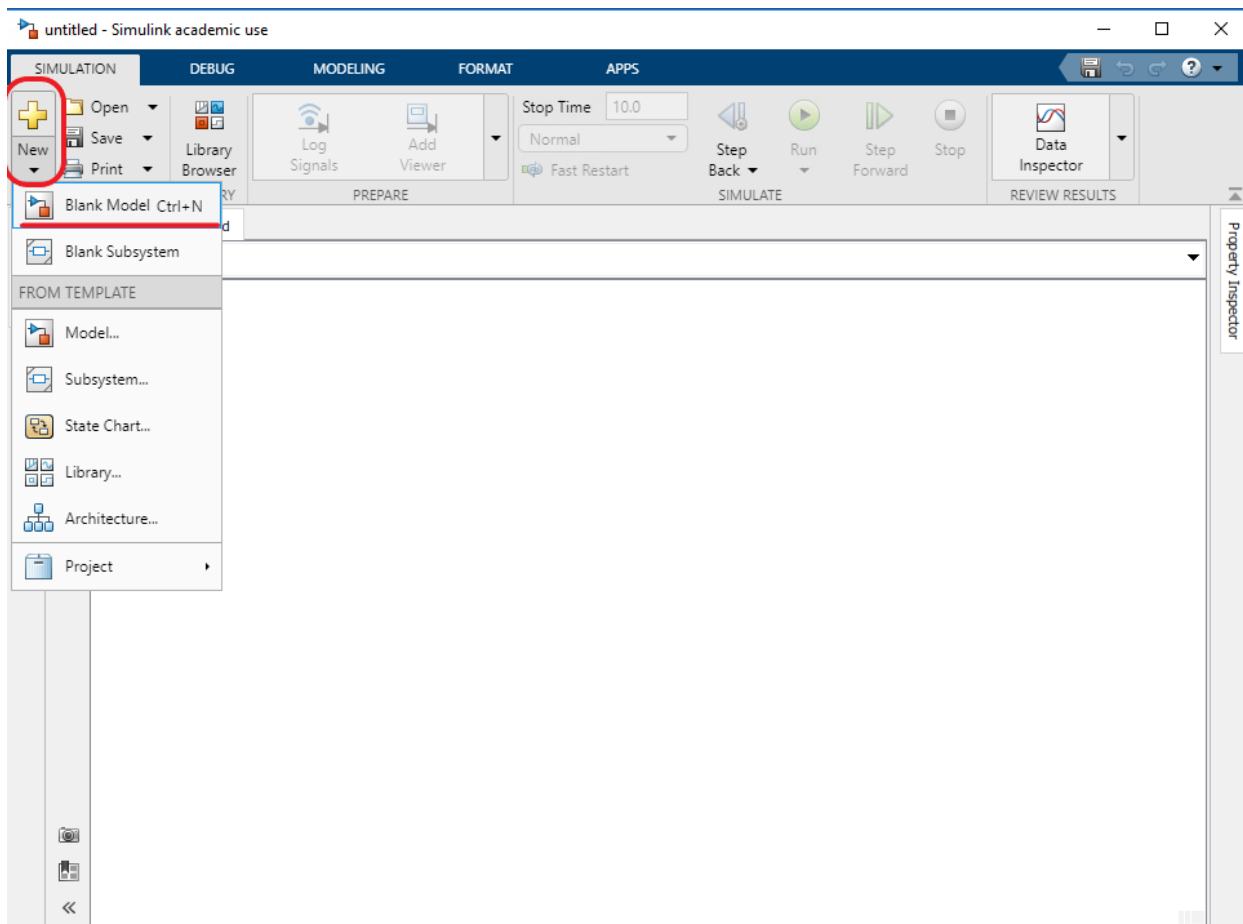 untitled - Simulink academic use
SIMULATION DEBUG MODELING FORMAT APPS
New
Open
Save
Print
Library
Browser
Log
Signals
Add
Viewer
Stop Time 10.0
Normal
Fast Restart
Step
Back
Run
Step
Forward
Stop
Data
Inspector
RY PREPARE SIMULATE REVIEW RESULTS
Blank Model Ctrl+N
d
Blank Subsystem
FROM TEMPLATE
Model...
Subsystem...
State Chart...
Library...
Architecture...
Project
Property Inspector